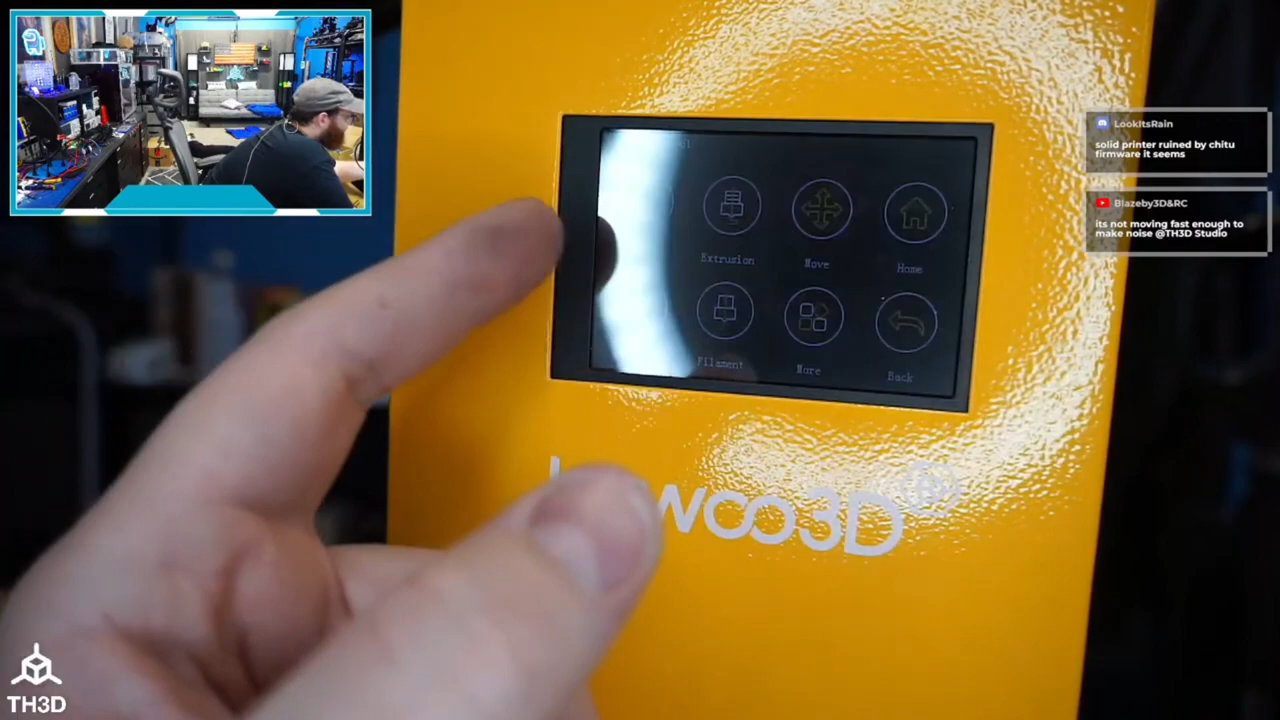 LookItsRain
solid printer ruined by chitu
firmware it seems
Blazeby3D&RC
its not moving fast enough to
make noise @TH3D Studio
Extrusion
Move
Home
Filament
More
Back
woo3D
TH3D